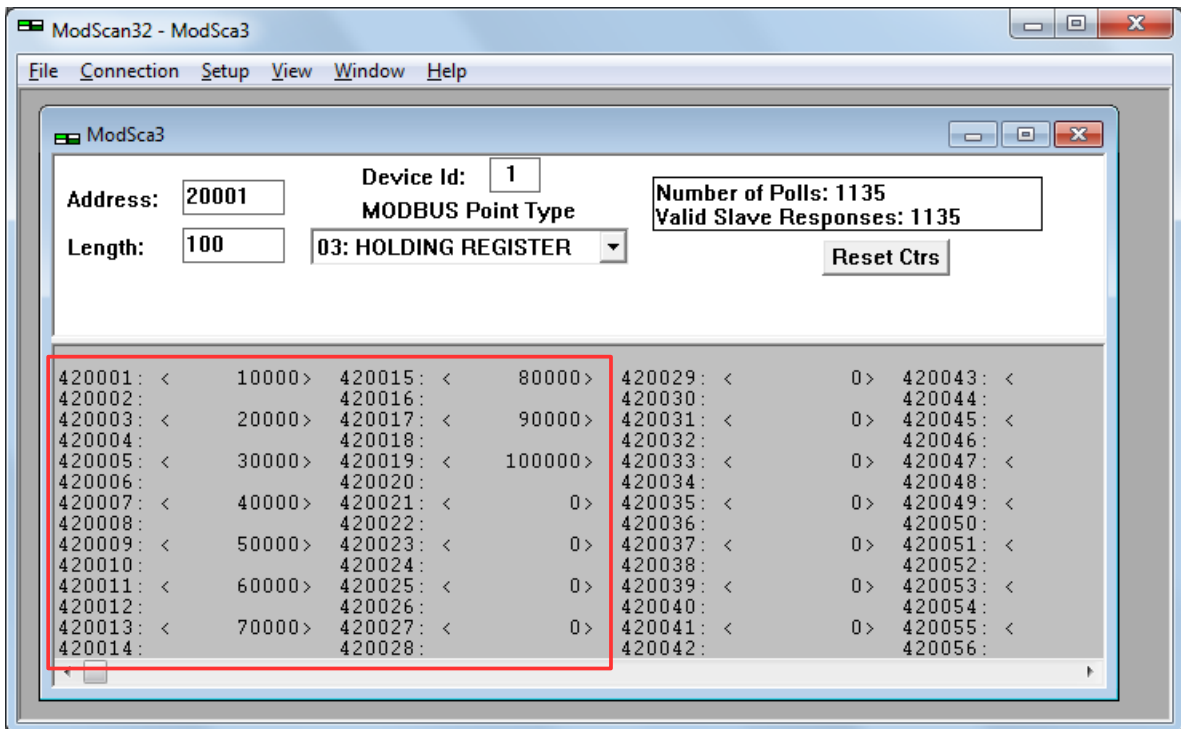 ModScan32 - ModSca3
File Connection Setup View Window Help
ModSca3
Address: 20001
Device Id: 1
MODBUS Point Type
Length: 100
03: HOLDING REGISTER
Number of Polls: 1135
Valid Slave Responses: 1135
Reset Ctrs
420001: < 10000> 420015: < 80000> 420029: < 0> 420043: <
420002: 420016: 420030: 420044:
420003: < 20000> 420017: < 90000> 420031: < 0> 420045: <
420004: 420018: 420032: 420046:
420005: < 30000> 420019: < 100000> 420033: < 0> 420047: <
420006: 420020: 420034: 420048:
420007: < 40000> 420021: < 0> 420035: < 0> 420049: <
420008: 420022: 420036: 420050:
420009: < 50000> 420023: < 0> 420037: < 0> 420051: <
420010: 420024: 420038: 420052:
420011: < 60000> 420025: < 0> 420039: < 0> 420053: <
420012: 420026: 420040: 420054:
420013: < 70000> 420027: < 0> 420041: < 0> 420055: <
420014: 420028: 420042: 420056: